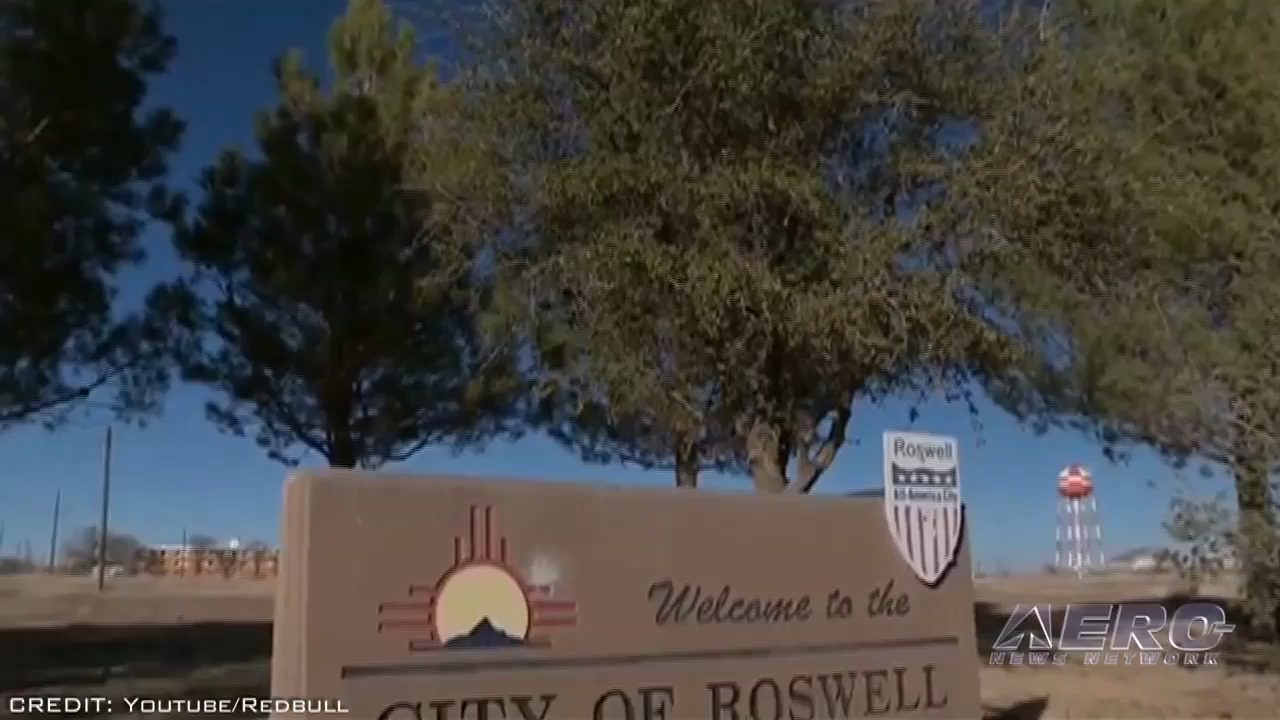 Roswell
All-America City
Welcome to the
CITY OF ROSWELL
AERO
NEWS NETWORK
CREDIT: YOUTUBE/REDBULL